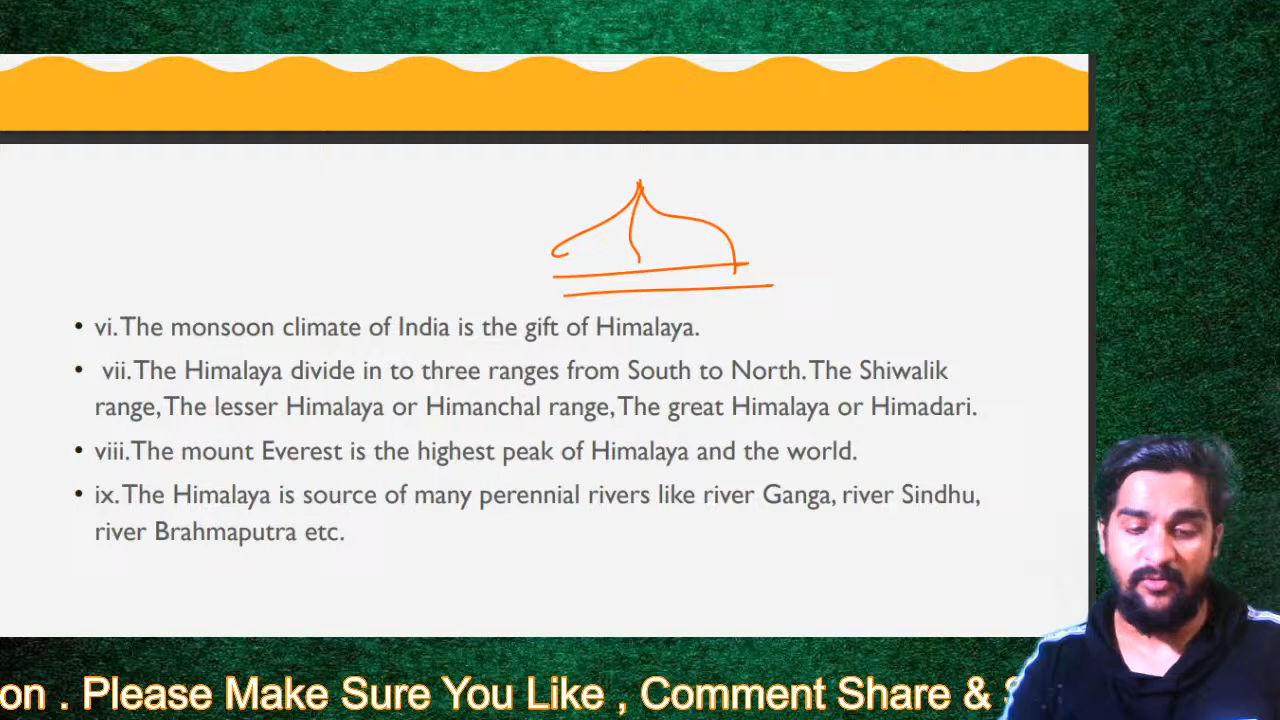 • vi.The monsoon climate of India is the gift of Himalaya.
• vii.The Himalaya divide in to three ranges from South to North.The Shiwalik
range,The lesser Himalaya or Himanchal range,The great Himalaya or Himadari.
• viii.The mount Everest is the highest peak of Himalaya and the world.
• ix.The Himalaya is source of many perennial rivers like river Ganga, river Sindhu,
river Brahmaputra etc.
on . Please Make Sure You Like , Comment Share &